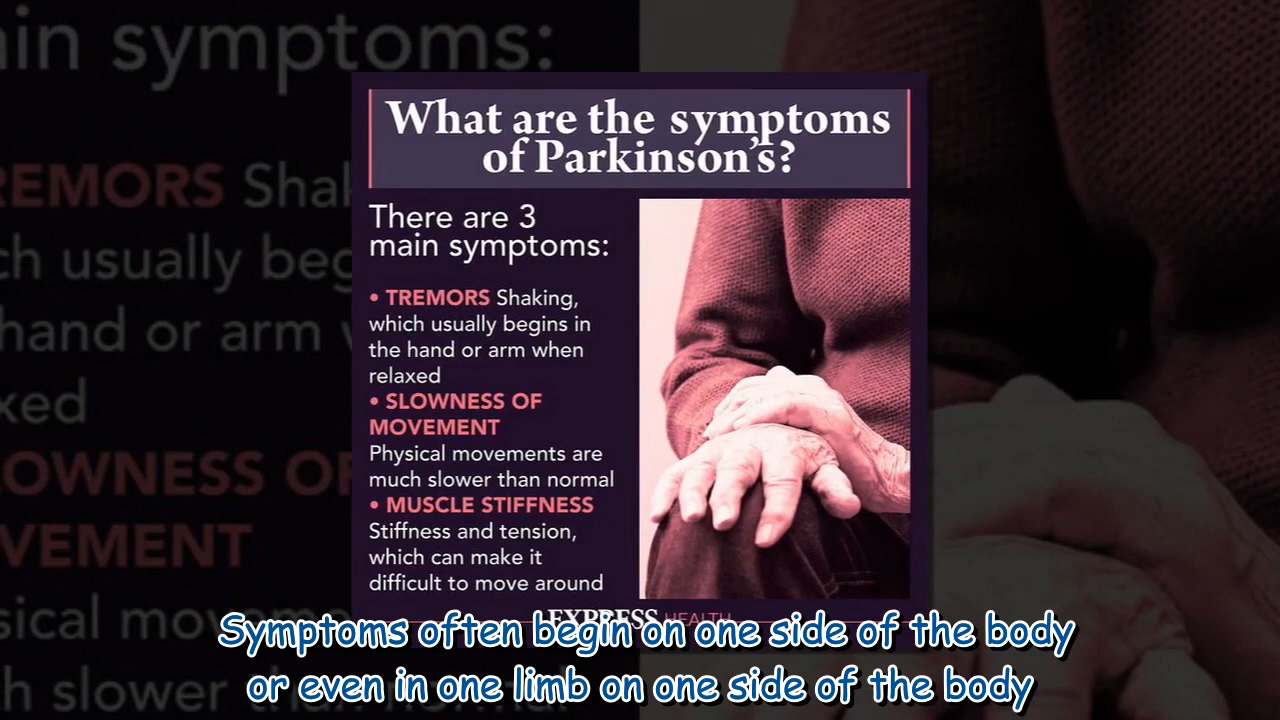 What are the symptoms
of Parkinson's?
There are 3
main symptoms:
• TREMORS Shaking,
which usually begins in
the hand or arm when
relaxed
• SLOWNESS OF
MOVEMENT
Physical movements are
much slower than normal
• MUSCLE STIFFNESS
Stiffness and tension,
which can make it
difficult to move around
EXPRESS HEALTH
Symptoms often begin on one side of the body
or even in one limb on one side of the body